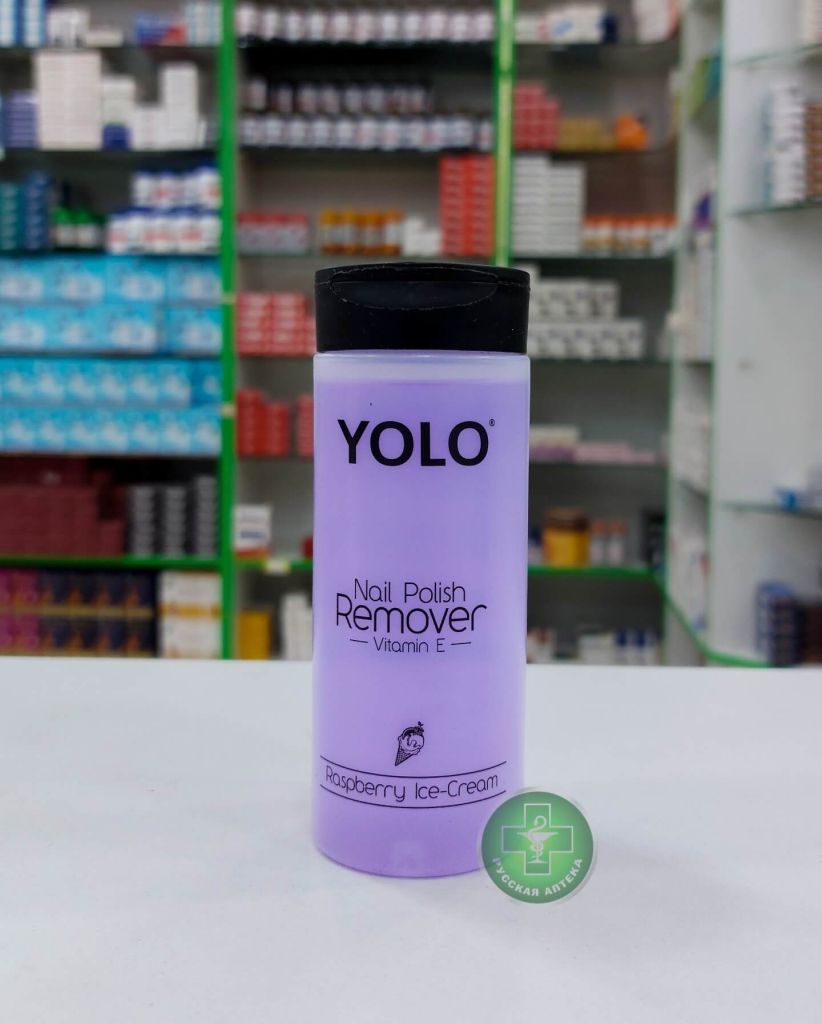 YOLO®
Nail Polish
Remover
— Vitamin E —
Raspberry Ice-Cream
РУССКАЯ АПТЕКА